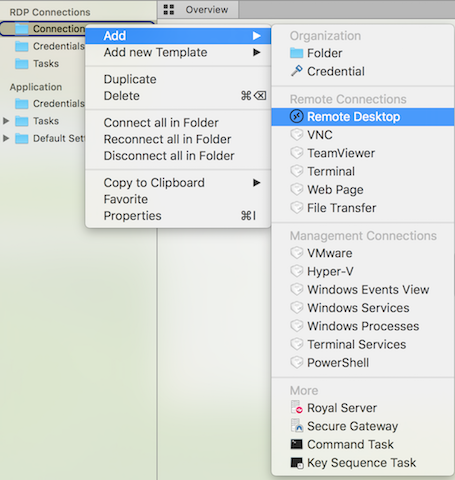 RDP Connections
Connection
Credentials
Tasks
Application
Credentials
Tasks
Default Sett
Overview
Add
Add new Template
Duplicate
Delete ⌘⌫
Connect all in Folder
Reconnect all in Folder
Disconnect all in Folder
Copy to Clipboard
Favorite
Properties ⌘I
Organization
Folder
Credential
Remote Connections
Remote Desktop
VNC
TeamViewer
Terminal
Web Page
File Transfer
Management Connections
VMware
Hyper-V
Windows Events View
Windows Services
Windows Processes
Terminal Services
PowerShell
More
Royal Server
Secure Gateway
Command Task
Key Sequence Task